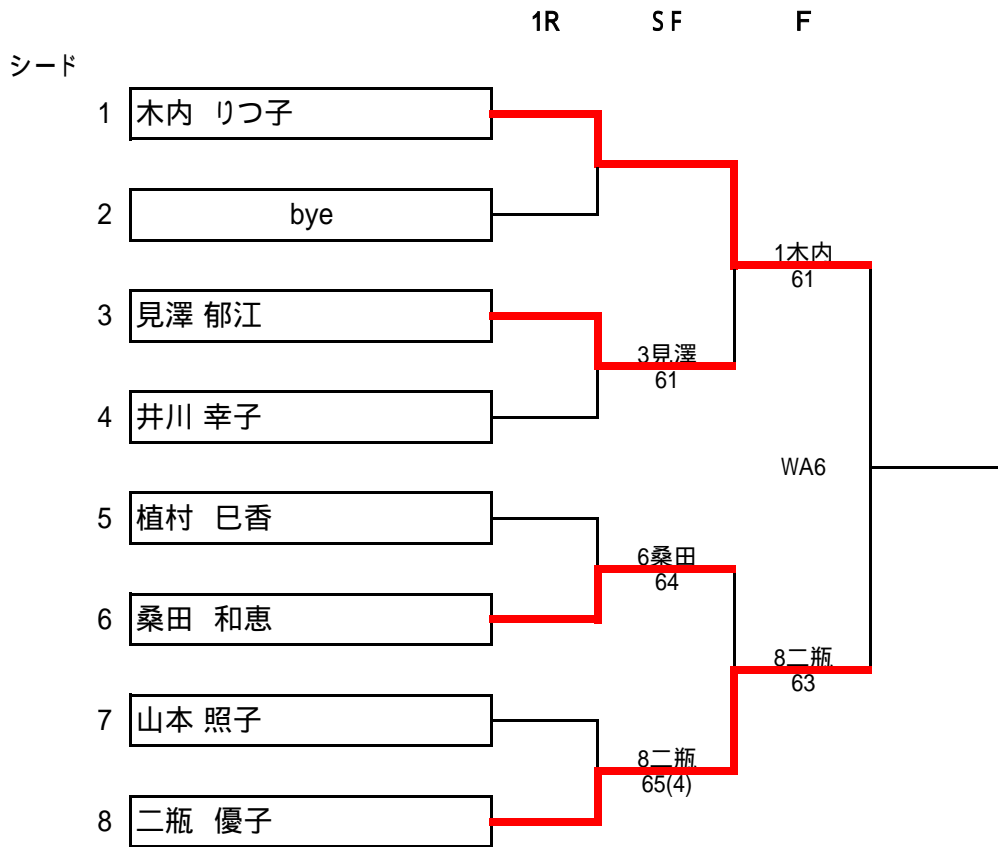 1R SF F
シード
1 木内 りつ子
2 bye
1木内
61
3 見澤 郁江
3見澤
61
4 井川 幸子
WA6
5 植村 巳香
6桑田
64
6 桑田 和恵
8二瓶
63
7 山本 照子
8二瓶
65(4)
8 二瓶 優子